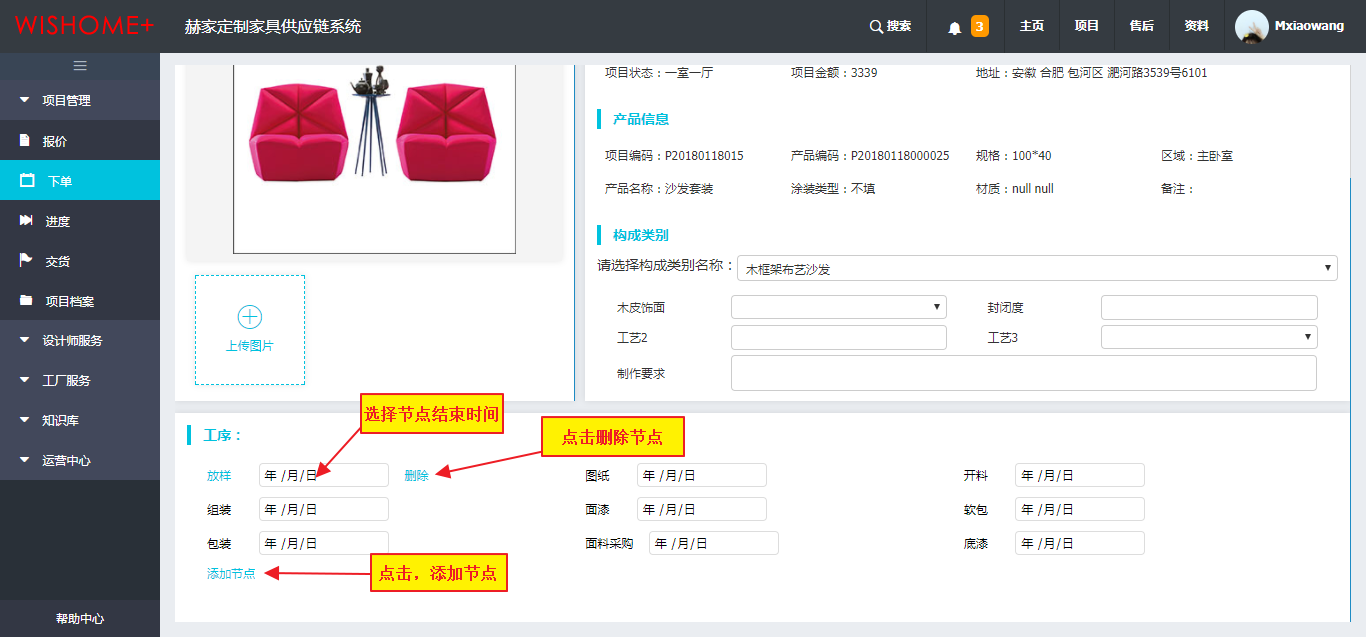 WISHOME+
赫家定制家具供应链系统
搜索
3
主页
项目
售后
资料
Mxiaowang
项目管理
报价
下单
进度
交货
项目档案
设计师服务
工厂服务
知识库
运营中心
帮助中心
上传图片
项目状态：一室一厅 项目金额：3339 地址：安徽 合肥 包河区 淝河路3539号6101
产品信息
项目编码：P20180118015 产品编码：P20180118000025 规格：100*40 区域：主卧室
产品名称：沙发套装 涂装类型：不填 材质：null null 备注：
构成类别
请选择构成类别名称： 木框架布艺沙发
木皮饰面 封闭度
工艺2 工艺3
制作要求
选择节点结束时间
点击删除节点
工序：
放样 年 /月/日 删除 图纸 年 /月/日 开料 年 /月/日
组装 年 /月/日 面漆 年 /月/日 软包 年 /月/日
包装 年 /月/日 面料采购 年 /月/日 底漆 年 /月/日
添加节点
点击，添加节点